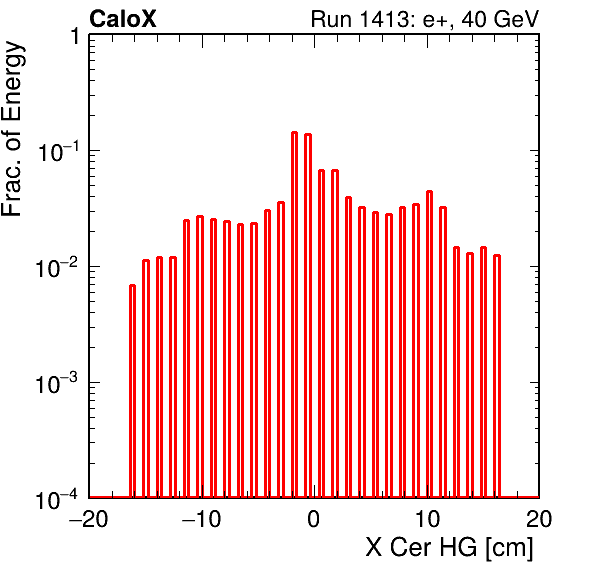 CaloX Run 1413: e+, 40 GeV
Frac. of Energy
1
10⁻¹
10⁻²
10⁻³
10⁻⁴
−20 −10 0 10 20
X Cer HG [cm]